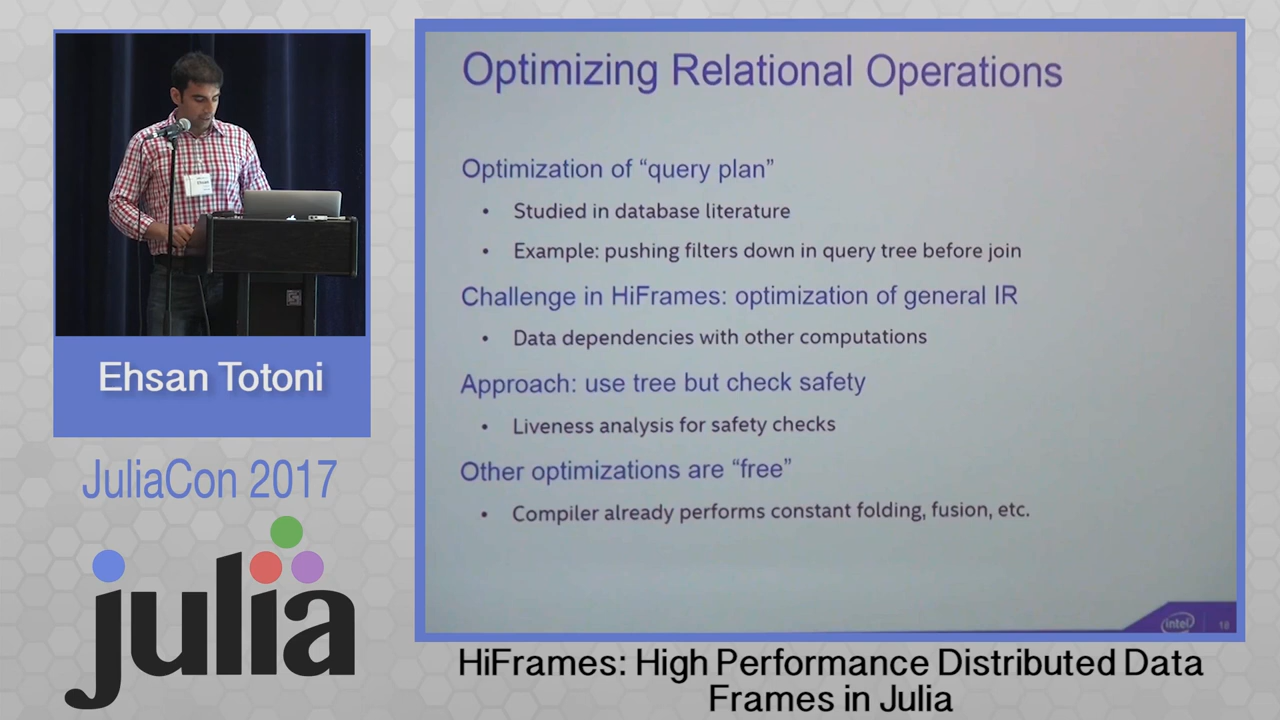 Optimizing Relational Operations
Optimization of “query plan”
• Studied in database literature
• Example: pushing filters down in query tree before join
Challenge in HiFrames: optimization of general IR
• Data dependencies with other computations
Approach: use tree but check safety
• Liveness analysis for safety checks
Other optimizations are “free”
• Compiler already performs constant folding, fusion, etc.
intel
18
Ehsan Totoni
JuliaCon 2017
julia
HiFrames: High Performance Distributed Data
Frames in Julia